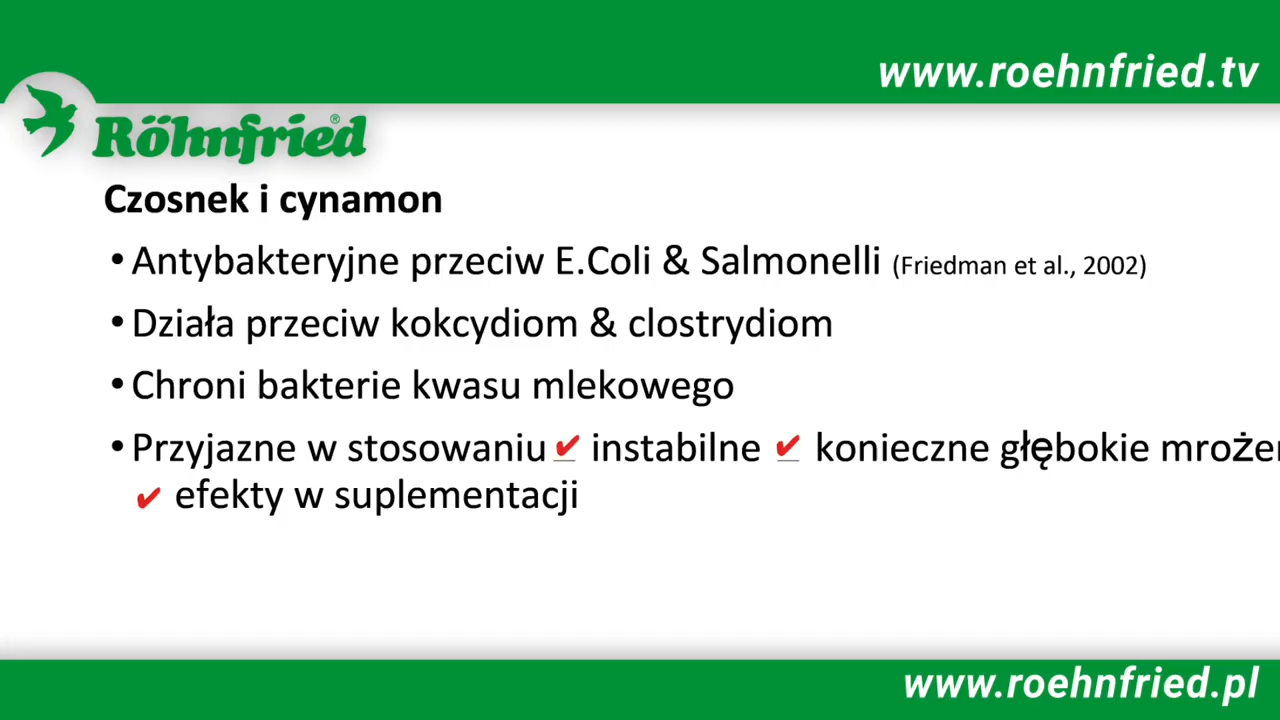 www.roehnfried.tv
Röhnfried®
Czosnek i cynamon
•Antybakteryjne przeciw E.Coli & Salmonelli (Friedman et al., 2002)
•Działa przeciw kokcydiom & clostrydiom
•Chroni bakterie kwasu mlekowego
•Przyjazne w stosowaniu ✔ instabilne ✔ konieczne głębokie mroże
✔ efekty w suplementacji
www.roehnfried.pl